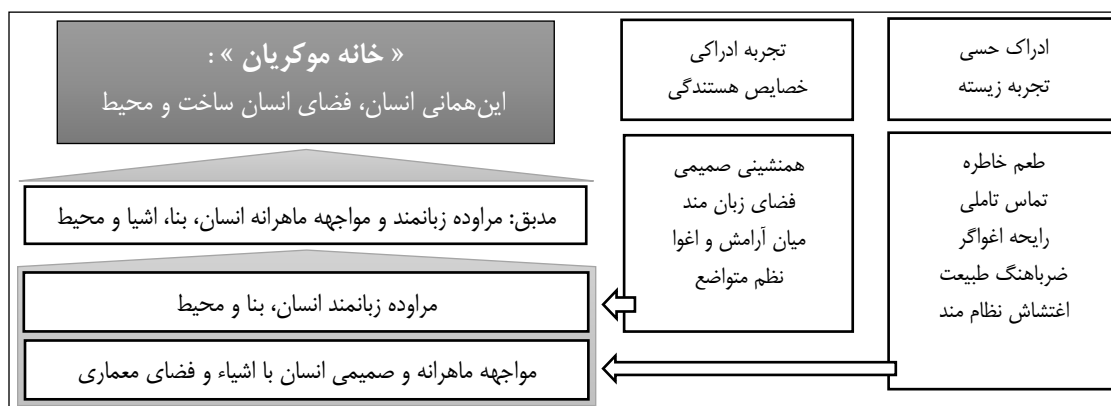 ادراک حسی
تجربه زیسته
طعم خاطره
تماس تاملی
رایحه اغواگر
ضرباهنگ طبیعت
اغتشاش نظام مند
تجربه ادراکی
خصایص هستندگی
همنشینی صمیمی
فضای زبان مند
میان آرامش و اغوا
نظم متواضع
« خانه موکریان » :
این‌همانی انسان، فضای انسان ساخت و محیط
مدبق: مراوده زبانمند و مواجهه ماهرانه انسان، بنا، اشیا و محیط
مراوده زبانمند انسان، بنا و محیط
مواجهه ماهرانه و صمیمی انسان با اشیاء و فضای معماری